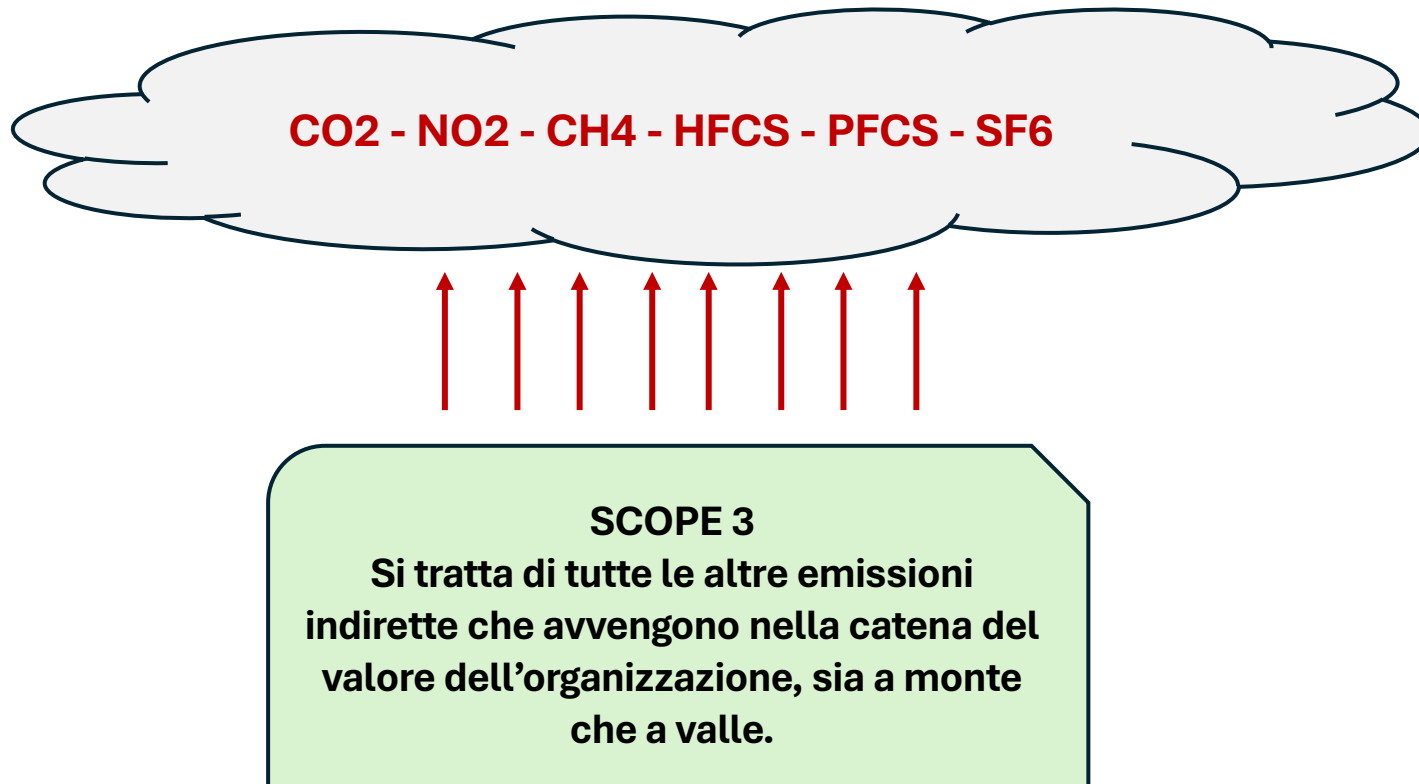 CO2 - NO2 - CH4 - HFCS - PFCS - SF6
SCOPE 3
Si tratta di tutte le altre emissioni
indirette che avvengono nella catena del
valore dell’organizzazione, sia a monte
che a valle.